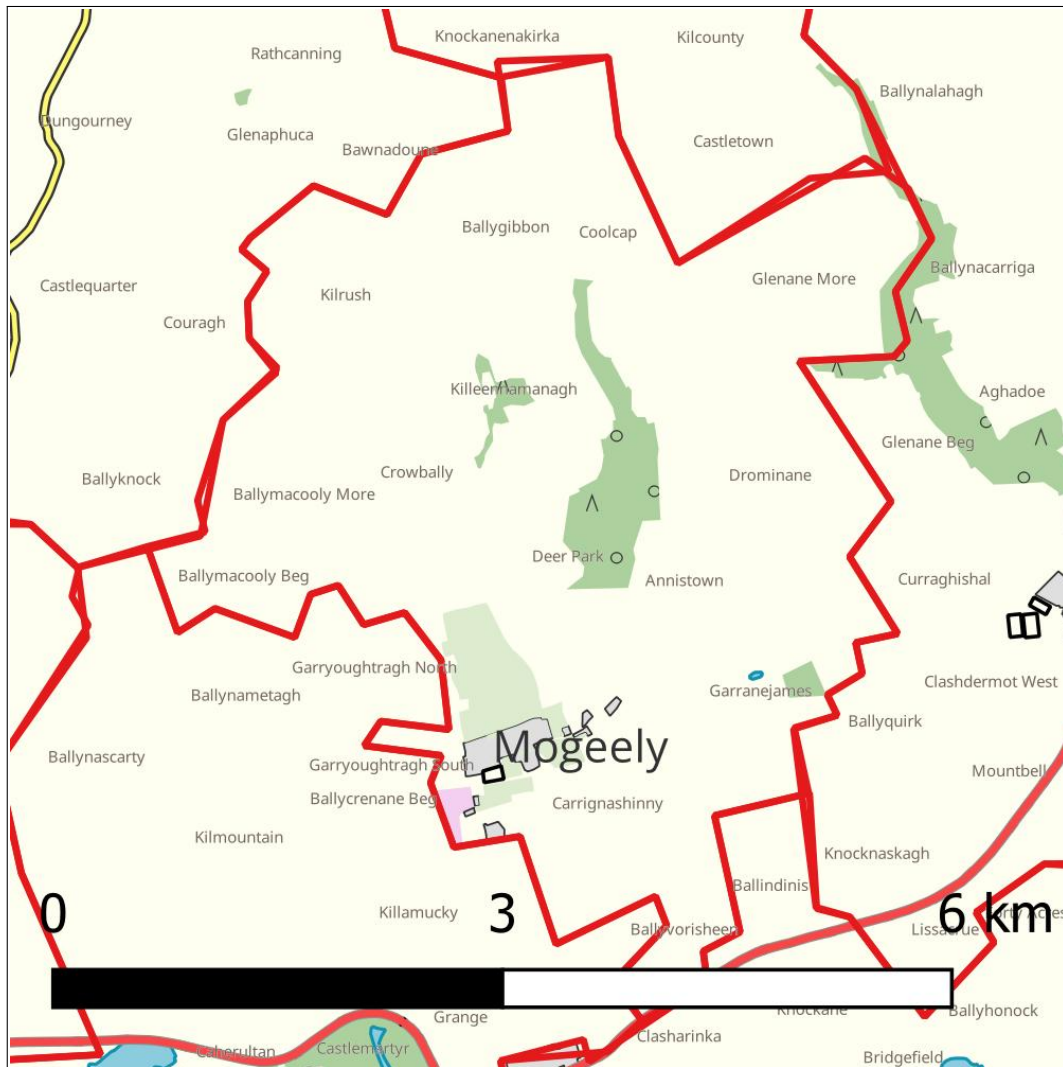 Knockanenakirka
Kilcounty
Rathcanning
Ballynalahagh
Dungourney
Glenaphuca
Bawnadoune
Castletown
Ballygibbon
Coolcap
Ballynacarriga
Glenane More
Castlequarter
Kilrush
Couragh
Killeenhamanagh
Aghadoe
Glenane Beg
Crowbally
Drominane
Ballyknock
Ballymacooly More
Deer Park
Ballymacooly Beg
Annistown
Curraghishal
Garryoughtragh North
Clashdermot West
Ballynametagh
Garranejames
Ballyquirk
Mogeely
Ballynascarty
Garryoughtragh South
Mountbell
Ballycrenane Beg
Carrignashinny
Kilmountain
Knocknaskagh
Ballindinis
0
3
6 km
Killamucky
Ballyvorisheen
Lissacrue
Knockane
Ballyhonock
Grange
Clasharinka
Caherultan
Castlemartyr
Bridgefield